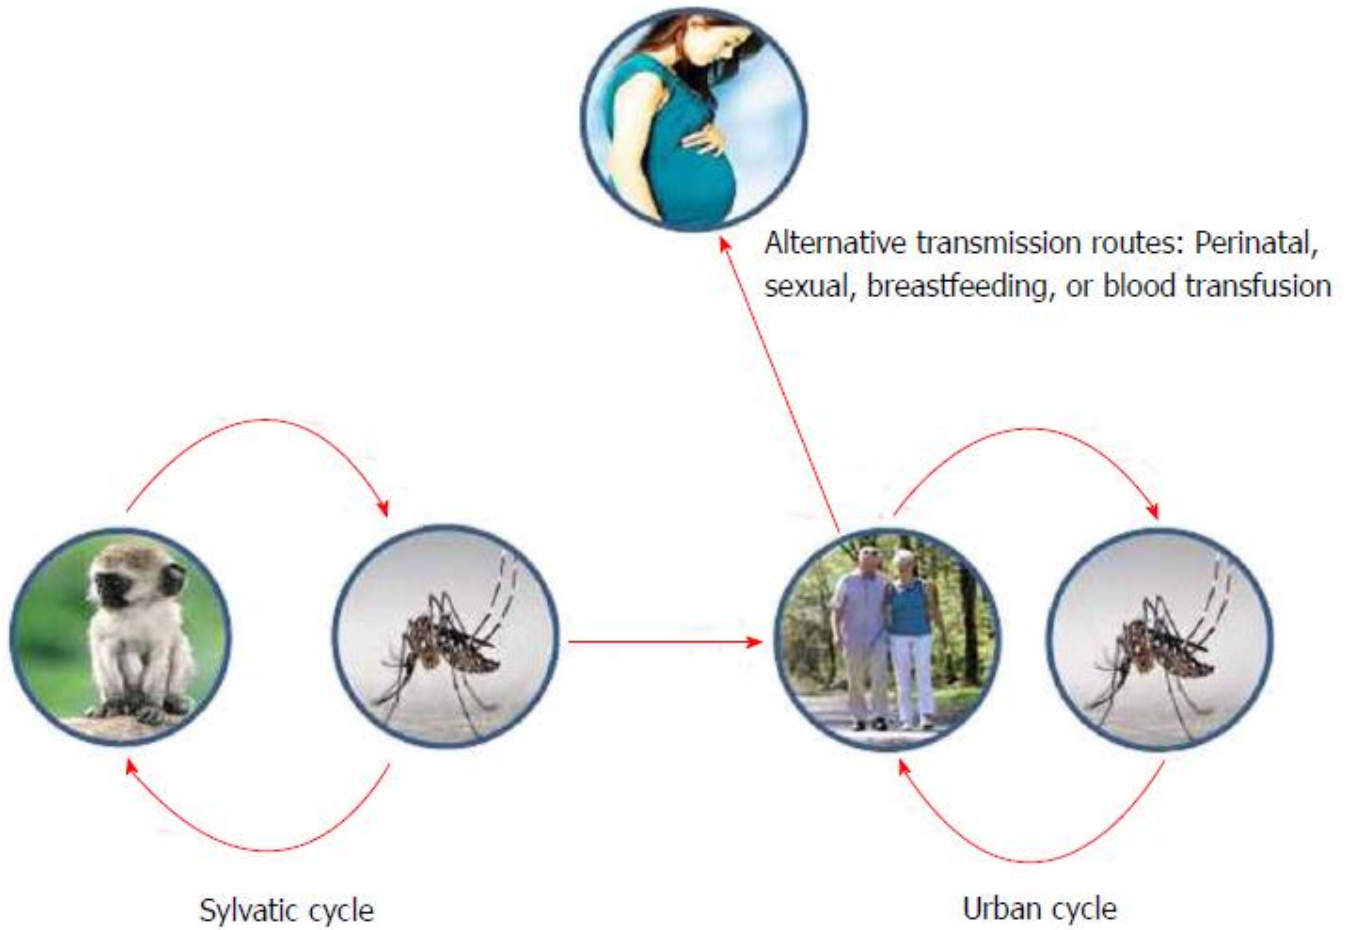 Alternative transmission routes: Perinatal,
sexual, breastfeeding, or blood transfusion
Sylvatic cycle
Urban cycle